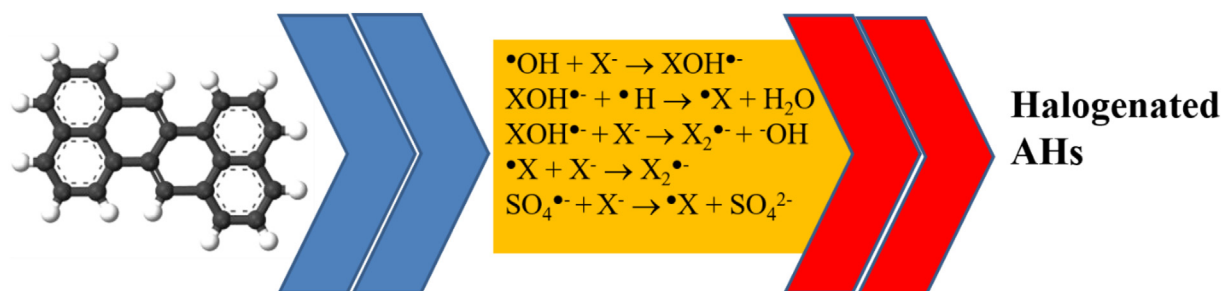 •OH + X⁻ → XOH•⁻
XOH•⁻ + •H → •X + H₂O
XOH•⁻ + X⁻ → X₂•⁻ + ⁻OH
•X + X⁻ → X₂•⁻
SO₄•⁻ + X⁻ → •X + SO₄²⁻
Halogenated
AHs